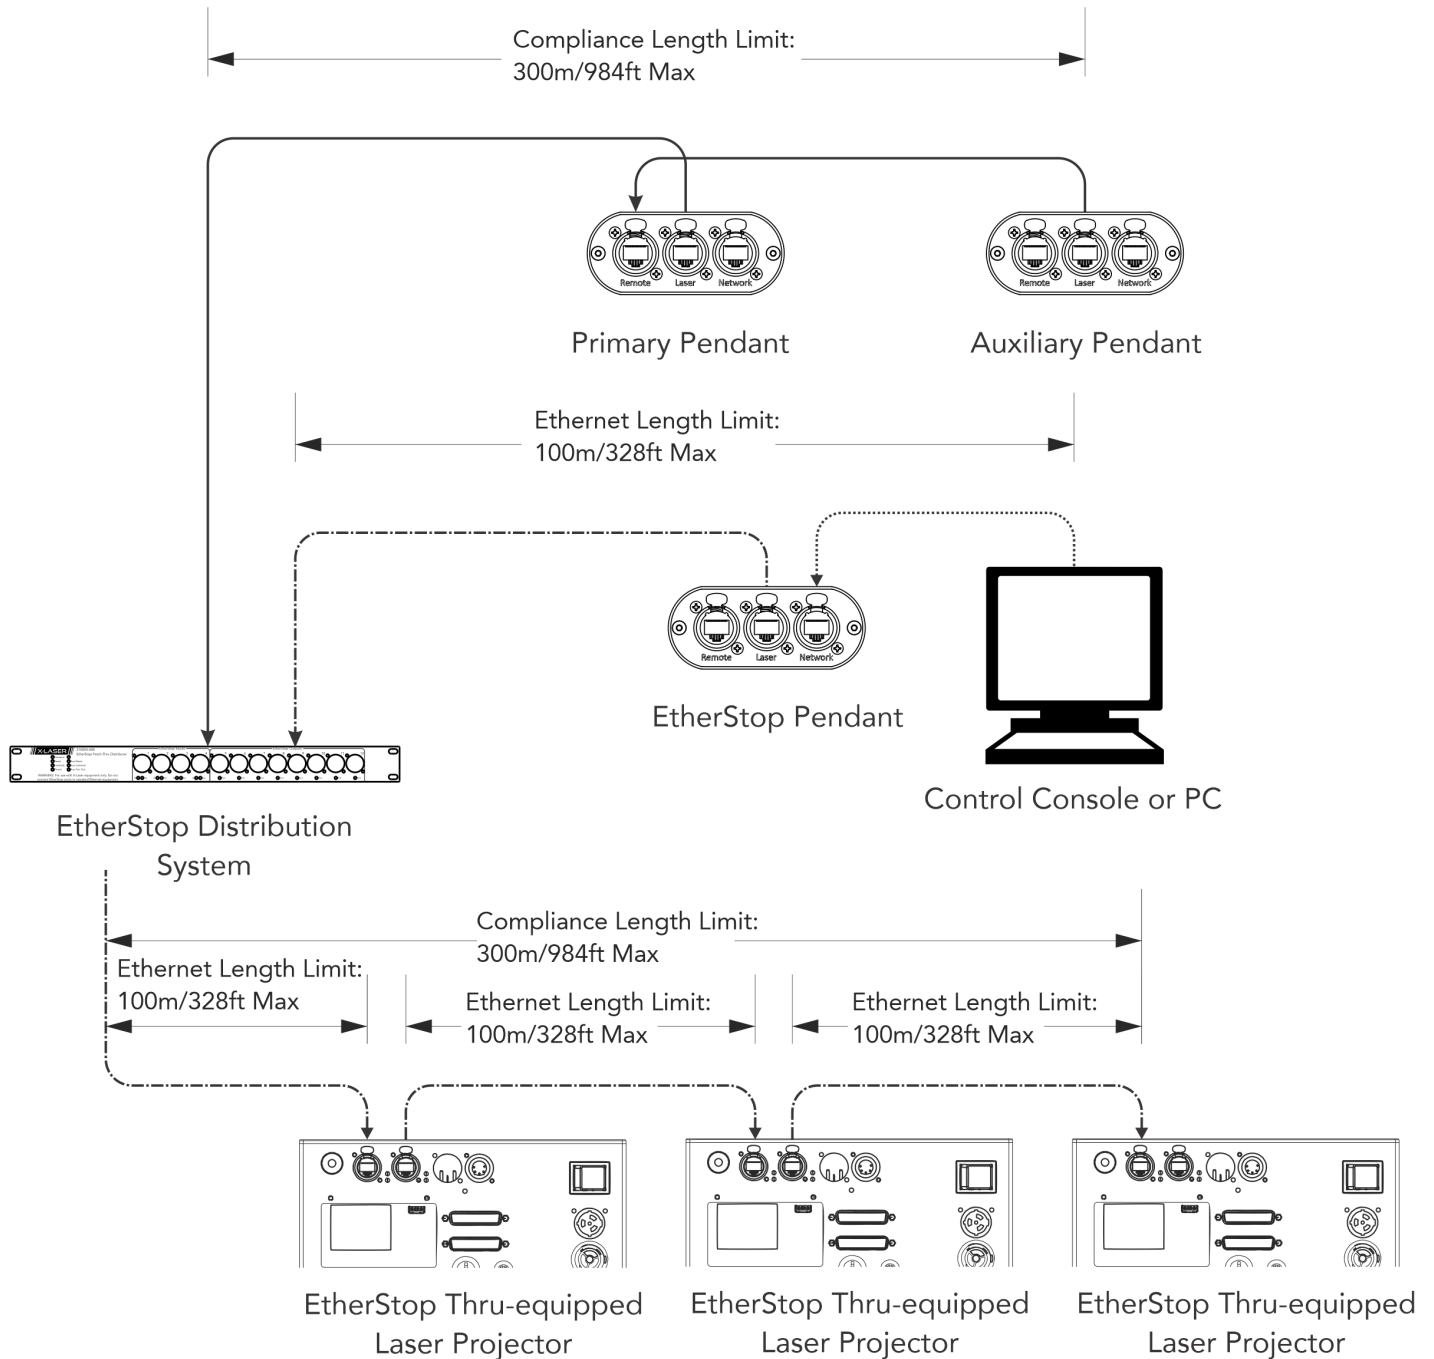 Compliance Length Limit:
300m/984ft Max
Remote Laser Network
Remote Laser Network
Primary Pendant
Auxiliary Pendant
Ethernet Length Limit:
100m/328ft Max
Remote Laser Network
EtherStop Pendant
X-LASER
Control Console or PC
EtherStop Distribution
System
Compliance Length Limit:
300m/984ft Max
Ethernet Length Limit:
100m/328ft Max
Ethernet Length Limit:
100m/328ft Max
Ethernet Length Limit:
100m/328ft Max
EtherStop Thru-equipped
Laser Projector
EtherStop Thru-equipped
Laser Projector
EtherStop Thru-equipped
Laser Projector